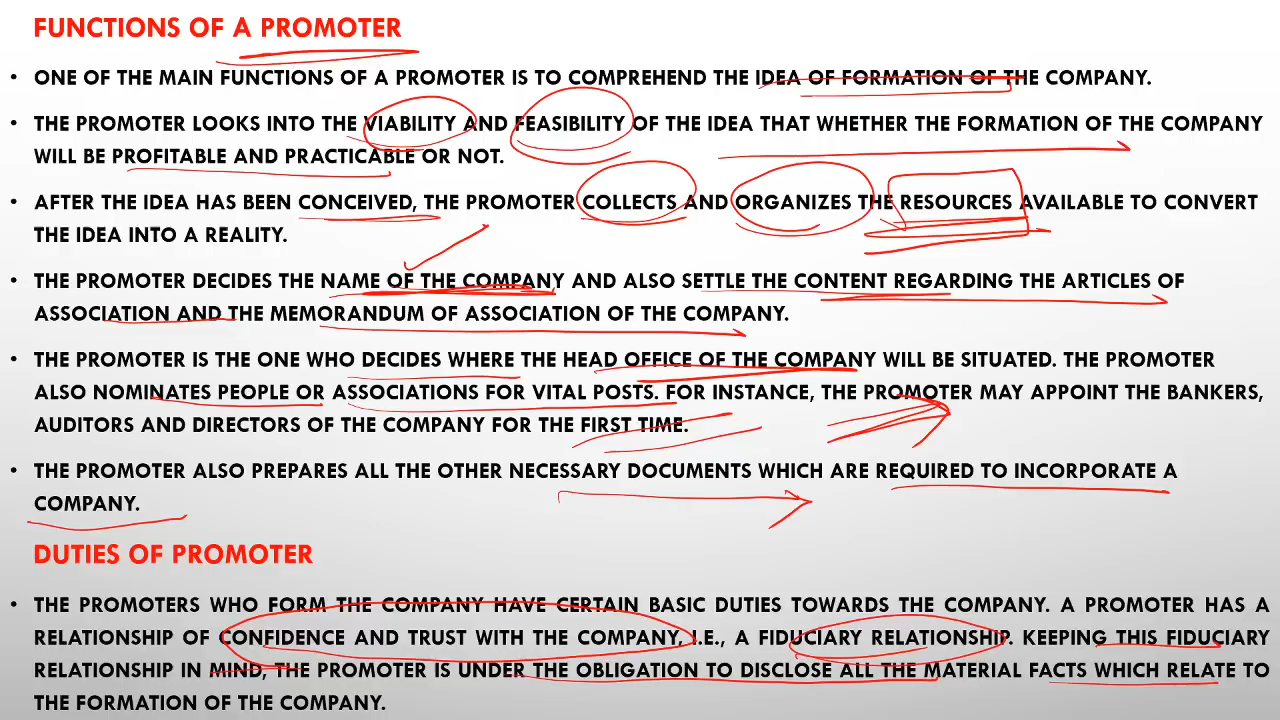 FUNCTIONS OF A PROMOTER
• ONE OF THE MAIN FUNCTIONS OF A PROMOTER IS TO COMPREHEND THE IDEA OF FORMATION OF THE COMPANY.
• THE PROMOTER LOOKS INTO THE VIABILITY AND FEASIBILITY OF THE IDEA THAT WHETHER THE FORMATION OF THE COMPANY
WILL BE PROFITABLE AND PRACTICABLE OR NOT.
• AFTER THE IDEA HAS BEEN CONCEIVED, THE PROMOTER COLLECTS AND ORGANIZES THE RESOURCES AVAILABLE TO CONVERT
THE IDEA INTO A REALITY.
• THE PROMOTER DECIDES THE NAME OF THE COMPANY AND ALSO SETTLE THE CONTENT REGARDING THE ARTICLES OF
ASSOCIATION AND THE MEMORANDUM OF ASSOCIATION OF THE COMPANY.
• THE PROMOTER IS THE ONE WHO DECIDES WHERE THE HEAD OFFICE OF THE COMPANY WILL BE SITUATED. THE PROMOTER
ALSO NOMINATES PEOPLE OR ASSOCIATIONS FOR VITAL POSTS. FOR INSTANCE, THE PROMOTER MAY APPOINT THE BANKERS,
AUDITORS AND DIRECTORS OF THE COMPANY FOR THE FIRST TIME.
• THE PROMOTER ALSO PREPARES ALL THE OTHER NECESSARY DOCUMENTS WHICH ARE REQUIRED TO INCORPORATE A
COMPANY.
DUTIES OF PROMOTER
• THE PROMOTERS WHO FORM THE COMPANY HAVE CERTAIN BASIC DUTIES TOWARDS THE COMPANY. A PROMOTER HAS A
RELATIONSHIP OF CONFIDENCE AND TRUST WITH THE COMPANY, I.E., A FIDUCIARY RELATIONSHIP. KEEPING THIS FIDUCIARY
RELATIONSHIP IN MIND, THE PROMOTER IS UNDER THE OBLIGATION TO DISCLOSE ALL THE MATERIAL FACTS WHICH RELATE TO
THE FORMATION OF THE COMPANY.